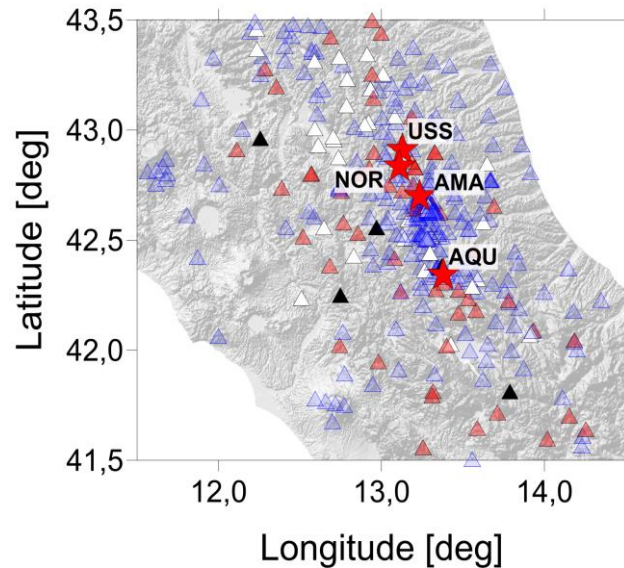 43,5
43,0
42,5
42,0
41,5
Latitude [deg]
USS
NOR
AMA
AQU
12,0 13,0 14,0
Longitude [deg]